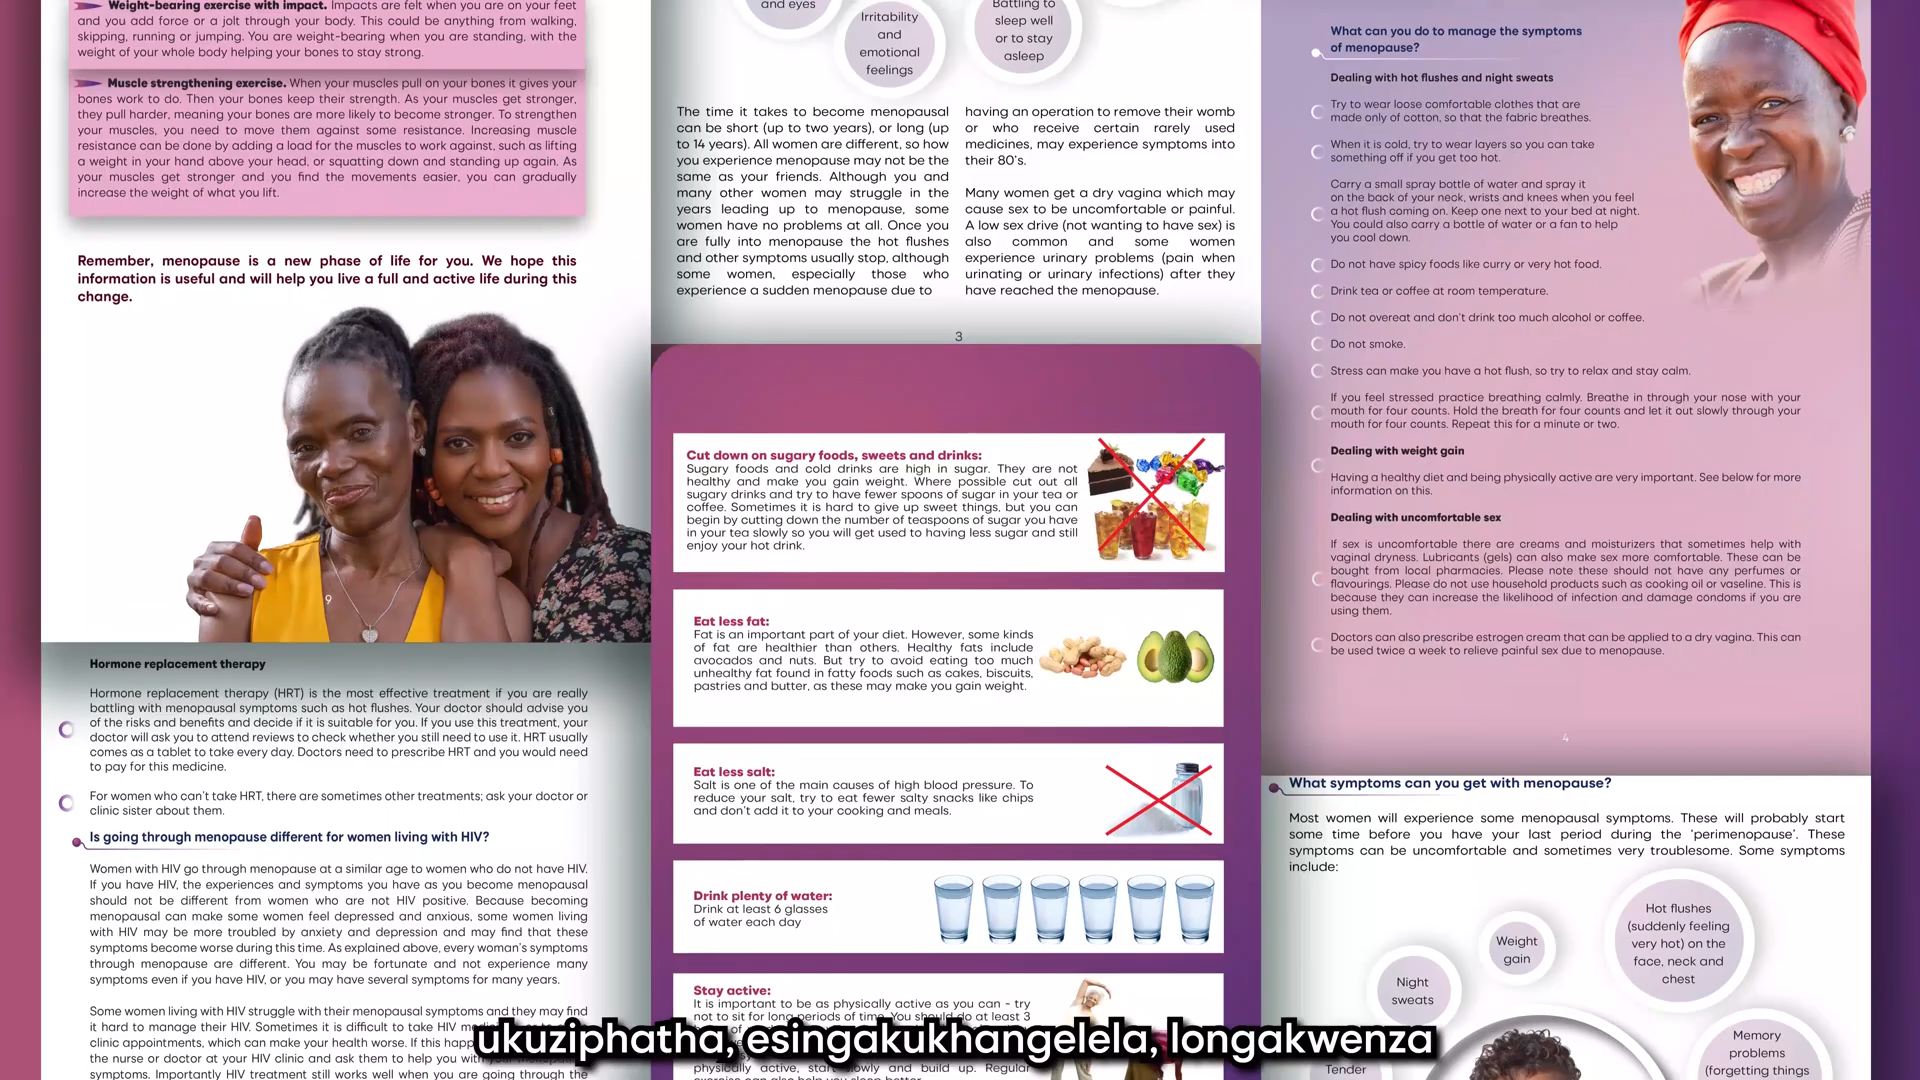 Weight-bearing exercise with impact. Impacts are felt when you are on your feet
and you add force or a jolt through your body. This could be anything from walking,
skipping, running or jumping. You are weight-bearing when you are standing, with the
weight of your whole body helping your bones to stay strong.
Muscle strengthening exercise. When your muscles pull on your bones it gives your
bones work to do. Then your bones keep their strength. As your muscles get stronger,
they pull harder, meaning your bones are more likely to become stronger. To strengthen
your muscles, you need to move them against some resistance. Increasing muscle
resistance can be done by adding a load for the muscles to work against, such as lifting
a weight in your hand above your head, or squatting down and standing up again. As
your muscles get stronger and you find the movements easier, you can gradually
increase the weight of what you lift.
Remember, menopause is a new phase of life for you. We hope this
information is useful and will help you live a full and active life during this
change.
9
Hormone replacement therapy
Hormone replacement therapy (HRT) is the most effective treatment if you are really
battling with menopausal symptoms such as hot flushes. Your doctor should advise you
of the risks and benefits and decide if it is suitable for you. If you use this treatment, your
doctor will ask you to attend reviews to check whether you still need to use it. HRT usually
comes as a tablet to take every day. Doctors need to prescribe HRT and you would need
to pay for this medicine.
For women who can't take HRT, there are sometimes other treatments; ask your doctor or
clinic sister about them.
Is going through menopause different for women living with HIV?
Women with HIV go through menopause at a similar age to women who do not have HIV.
If you have HIV, the experiences and symptoms you have as you become menopausal
should not be different from women who are not HIV positive. Because becoming
menopausal can make some women feel depressed and anxious, some women living
with HIV may be more troubled by anxiety and depression and may find that these
symptoms become worse during this time. As explained above, every woman's symptoms
through menopause are different. You may be fortunate and not experience many
symptoms even if you have HIV, or you may have several symptoms for many years.
Some women living with HIV struggle with their menopausal symptoms and they may find
it hard to manage their HIV. Sometimes it is difficult to take HIV
clinic appointments, which can make your health worse. If this
the nurse or doctor at your HIV clinic and ask them to help you with
symptoms. Importantly HIV treatment still works well when you are going through the
and eyes
Irritability
and
emotional
feelings
Battling to
sleep well
or to stay
asleep
The time it takes to become menopausal
can be short (up to two years), or long (up
to 14 years). All women are different, so how
you experience menopause may not be the
same as your friends. Although you and
many other women may struggle in the
years leading up to menopause, some
women have no problems at all. Once you
are fully into menopause the hot flushes
and other symptoms usually stop, although
some women, especially those who
experience a sudden menopause due to
having an operation to remove their womb
or who receive certain rarely used
medicines, may experience symptoms into
their 80's.
Many women get a dry vagina which may
cause sex to be uncomfortable or painful.
A low sex drive (not wanting to have sex) is
also common and some women
experience urinary problems (pain when
urinating or urinary infections) after they
have reached the menopause.
3
Cut down on sugary foods, sweets and drinks:
Sugary foods and cold drinks are high in sugar. They are not
healthy and make you gain weight. Where possible cut out all
sugary drinks and try to have fewer spoons of sugar in your tea or
coffee. Sometimes it is hard to give up sweet things, but you can
begin by cutting down the number of teaspoons of sugar you have
in your tea slowly so you will get used to having less sugar and still
enjoy your hot drink.
Eat less fat:
Fat is an important part of your diet. However, some kinds
of fat are healthier than others. Healthy fats include
avocados and nuts. But try to avoid eating too much
unhealthy fat found in fatty foods such as cakes, biscuits,
pastries and butter, as these may make you gain weight.
Eat less salt:
Salt is one of the main causes of high blood pressure. To
reduce your salt, try to eat fewer salty snacks like chips
and don't add it to your cooking and meals.
Drink plenty of water:
Drink at least 6 glasses
of water each day
Stay active:
It is important to be as physically active as you can - try
not to sit for long periods of time. You should do at least 3
physically active, start slowly and build up. Regular
What can you do to manage the symptoms
of menopause?
Dealing with hot flushes and night sweats
Try to wear loose comfortable clothes that are
made only of cotton, so that the fabric breathes.
When it is cold, try to wear layers so you can take
something off if you get too hot.
Carry a small spray bottle of water and spray it
on the back of your neck, wrists and knees when you feel
a hot flush coming on. Keep one next to your bed at night.
You could also carry a bottle of water or a fan to help
you cool down.
Do not have spicy foods like curry or very hot food.
Drink tea or coffee at room temperature.
Do not overeat and don't drink too much alcohol or coffee.
Do not smoke.
Stress can make you have a hot flush, so try to relax and stay calm.
If you feel stressed practice breathing calmly. Breathe in through your nose with your
mouth for four counts. Hold the breath for four counts and let it out slowly through your
mouth for four counts. Repeat this for a minute or two.
Dealing with weight gain
Having a healthy diet and being physically active are very important. See below for more
information on this.
Dealing with uncomfortable sex
If sex is uncomfortable there are creams and moisturizers that sometimes help with
vaginal dryness. Lubricants (gels) can also make sex more comfortable. These can be
bought from local pharmacies. Please note these should not have any perfumes or
flavourings. Please do not use household products such as cooking oil or vaseline. This is
because they can increase the likelihood of infection and damage condoms if you are
using them.
Doctors can also prescribe estrogen cream that can be applied to a dry vagina. This can
be used twice a week to relieve painful sex due to menopause.
4
What symptoms can you get with menopause?
Most women will experience some menopausal symptoms. These will probably start
some time before you have your last period during the 'perimenopause'. These
symptoms can be uncomfortable and sometimes very troublesome. Some symptoms
include:
Night
sweats
Weight
gain
Hot flushes
(suddenly feeling
very hot) on the
face, neck and
chest
Memory
problems
(forgetting things
Tender
ukuziphatha, esingakukhangelela, longakwenza